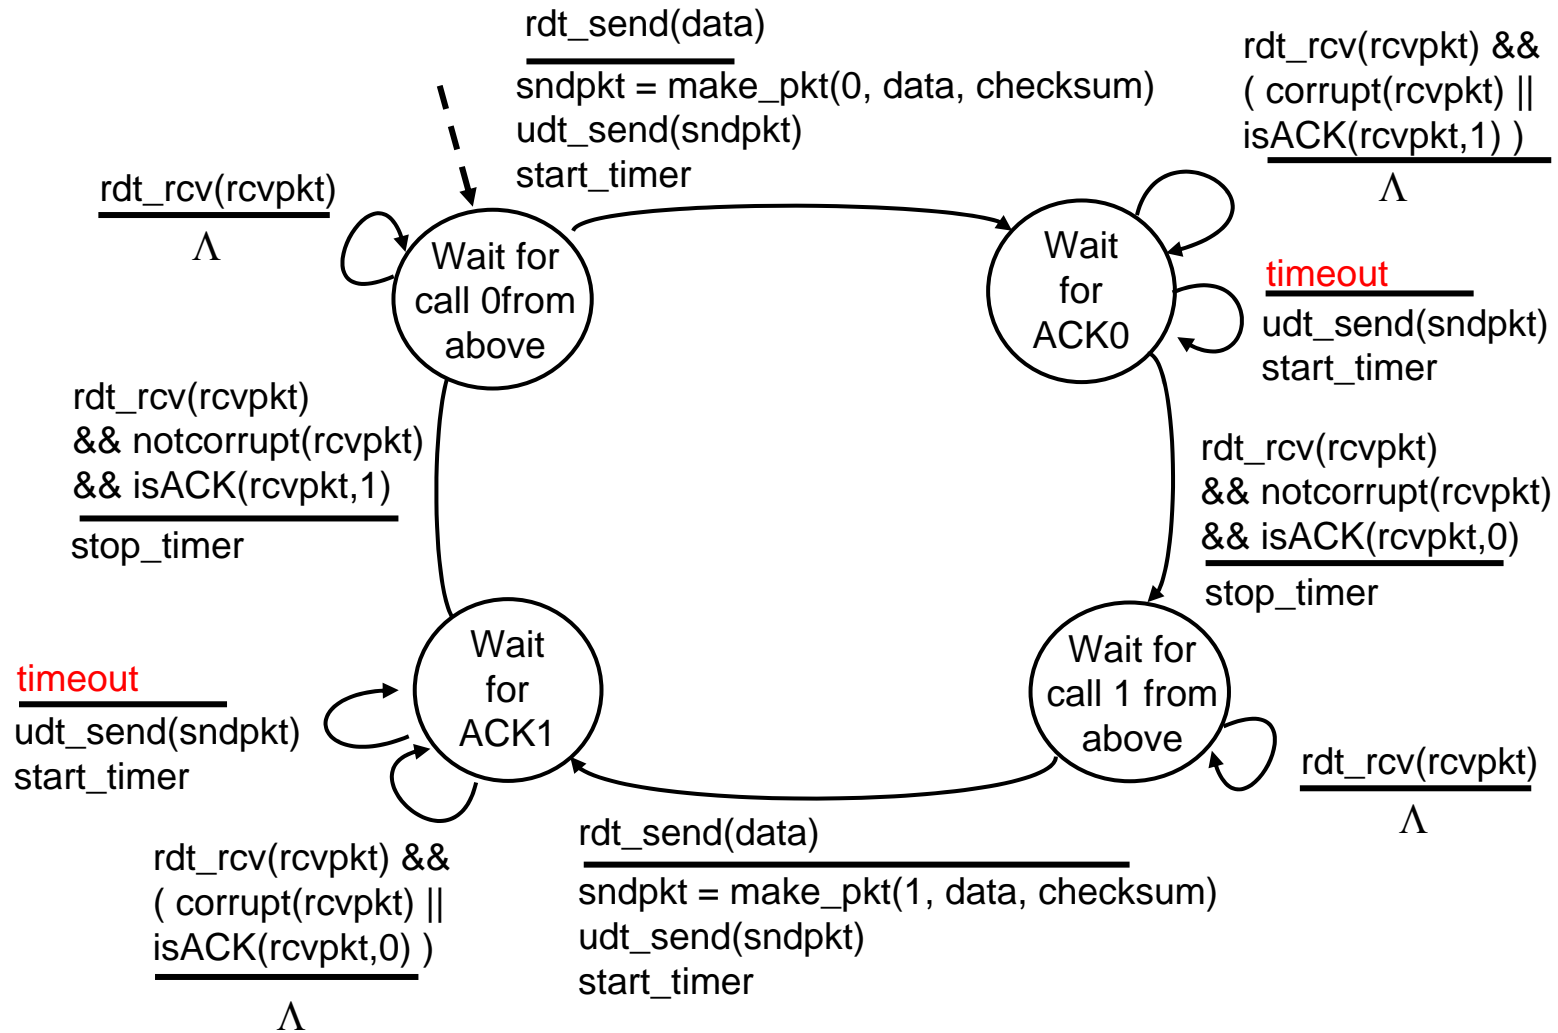 rdt_send(data)
sndpkt = make_pkt(0, data, checksum)
udt_send(sndpkt)
start_timer
rdt_rcv(rcvpkt) &&
( corrupt(rcvpkt) ||
isACK(rcvpkt,1) )
Λ
rdt_rcv(rcvpkt)
Λ
Wait for
call 0from
above
Wait
for
ACK0
timeout
udt_send(sndpkt)
start_timer
rdt_rcv(rcvpkt)
&& notcorrupt(rcvpkt)
&& isACK(rcvpkt,1)
stop_timer
rdt_rcv(rcvpkt)
&& notcorrupt(rcvpkt)
&& isACK(rcvpkt,0)
stop_timer
Wait
for
ACK1
Wait for
call 1 from
above
timeout
udt_send(sndpkt)
start_timer
rdt_rcv(rcvpkt)
Λ
rdt_rcv(rcvpkt) &&
( corrupt(rcvpkt) ||
isACK(rcvpkt,0) )
Λ
rdt_send(data)
sndpkt = make_pkt(1, data, checksum)
udt_send(sndpkt)
start_timer